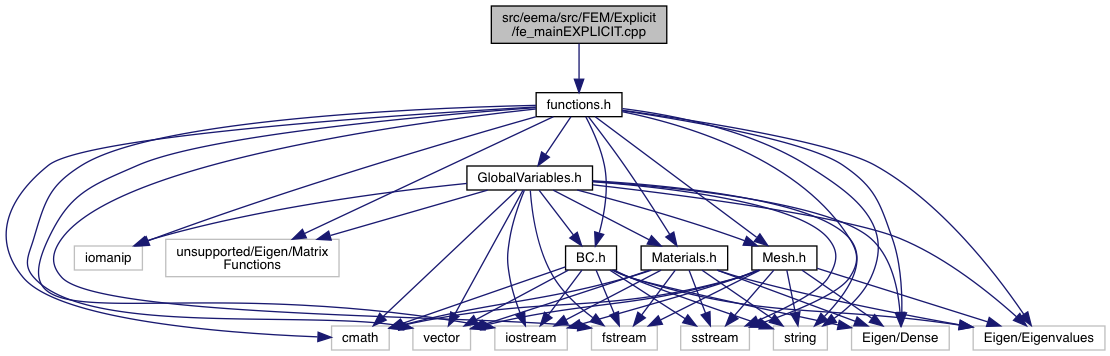 src/eema/src/FEM/Explicit
/fe_mainEXPLICIT.cpp
functions.h
GlobalVariables.h
iomanip
unsupported/Eigen/Matrix
Functions
BC.h
Materials.h
Mesh.h
cmath
vector
iostream
fstream
sstream
string
Eigen/Dense
Eigen/Eigenvalues